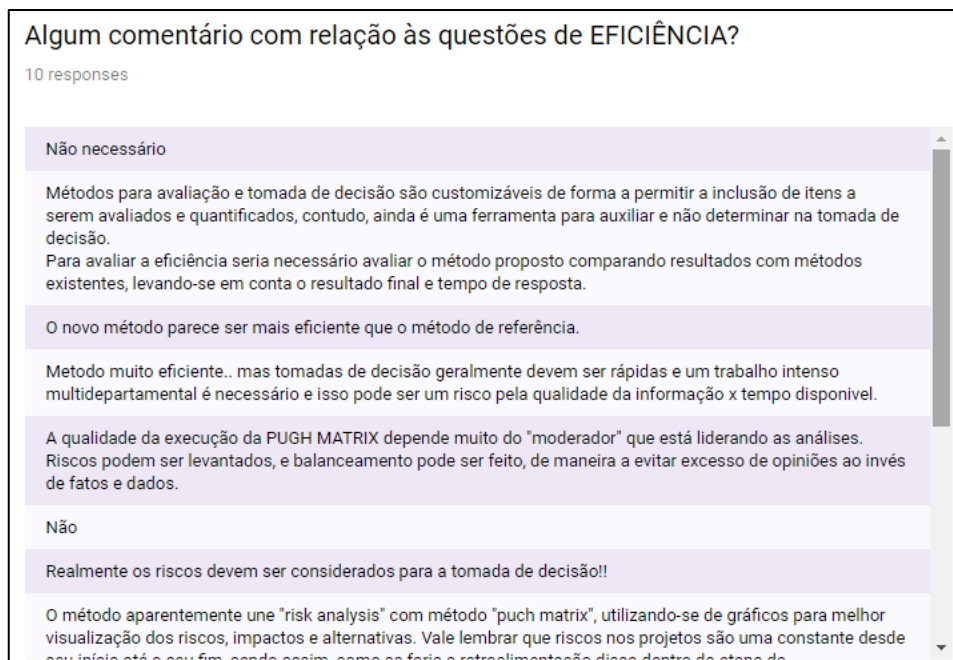 Algum comentário com relação às questões de EFICIÊNCIA?
10 responses
Não necessário
Métodos para avaliação e tomada de decisão são customizáveis de forma a permitir a inclusão de itens a
serem avaliados e quantificados, contudo, ainda é uma ferramenta para auxiliar e não determinar na tomada de
decisão.
Para avaliar a eficiência seria necessário avaliar o método proposto comparando resultados com métodos
existentes, levando-se em conta o resultado final e tempo de resposta.
O novo método parece ser mais eficiente que o método de referência.
Metodo muito eficiente.. mas tomadas de decisão geralmente devem ser rápidas e um trabalho intenso
multidepartamental é necessário e isso pode ser um risco pela qualidade da informação x tempo disponivel.
A qualidade da execução da PUGH MATRIX depende muito do "moderador" que está liderando as análises.
Riscos podem ser levantados, e balanceamento pode ser feito, de maneira a evitar excesso de opiniões ao invés
de fatos e dados.
Não
Realmente os riscos devem ser considerados para a tomada de decisão!!
O método aparentemente une "risk analysis" com método "puch matrix", utilizando-se de gráficos para melhor
visualização dos riscos, impactos e alternativas. Vale lembrar que riscos nos projetos são uma constante desde